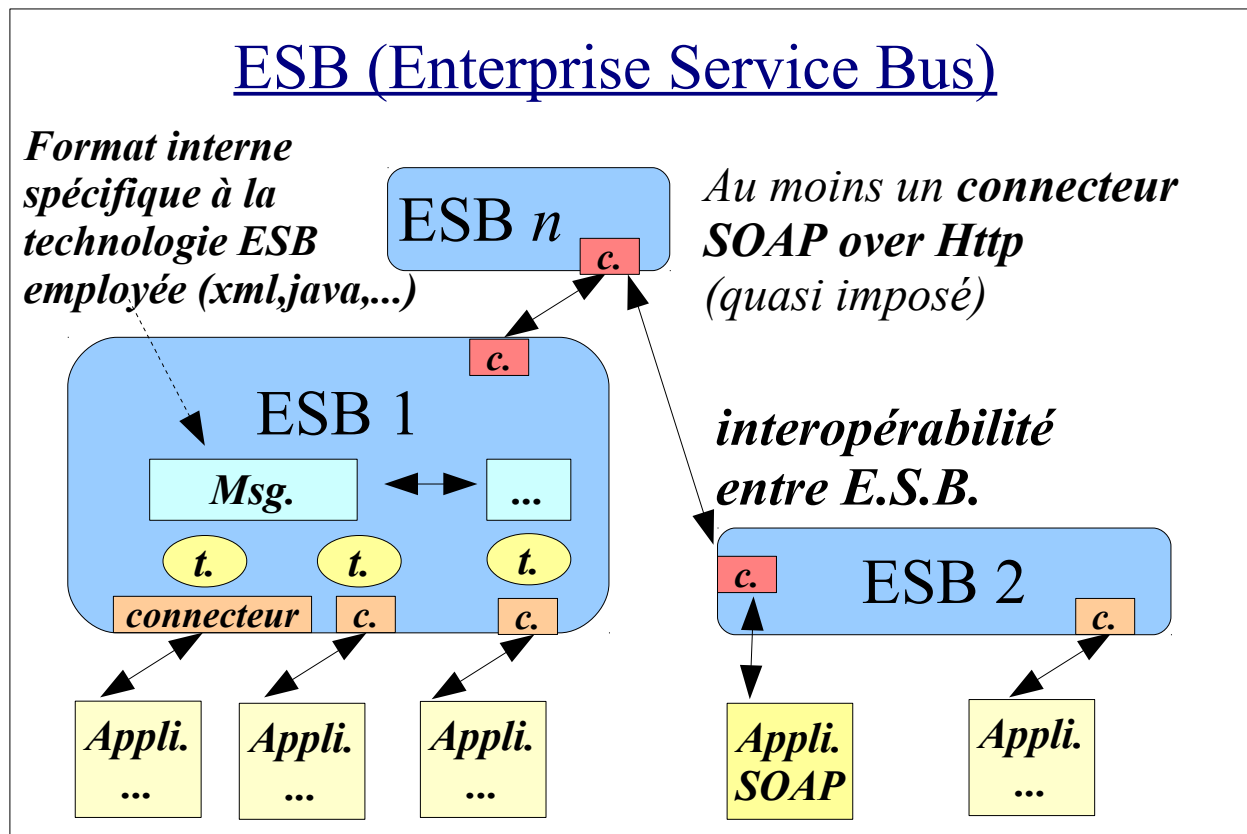 ESB (Enterprise Service Bus)
Format interne
spécifique à la
technologie ESB
employée (xml,java,...)
ESB n
c.
Au moins un connecteur
SOAP over Http
(quasi imposé)
c.
ESB 1
Msg.
...
t.
t.
t.
connecteur
c.
c.
interopérabilité
entre E.S.B.
c.
ESB 2
c.
Appli.
...
Appli.
...
Appli.
...
Appli.
SOAP
Appli.
...